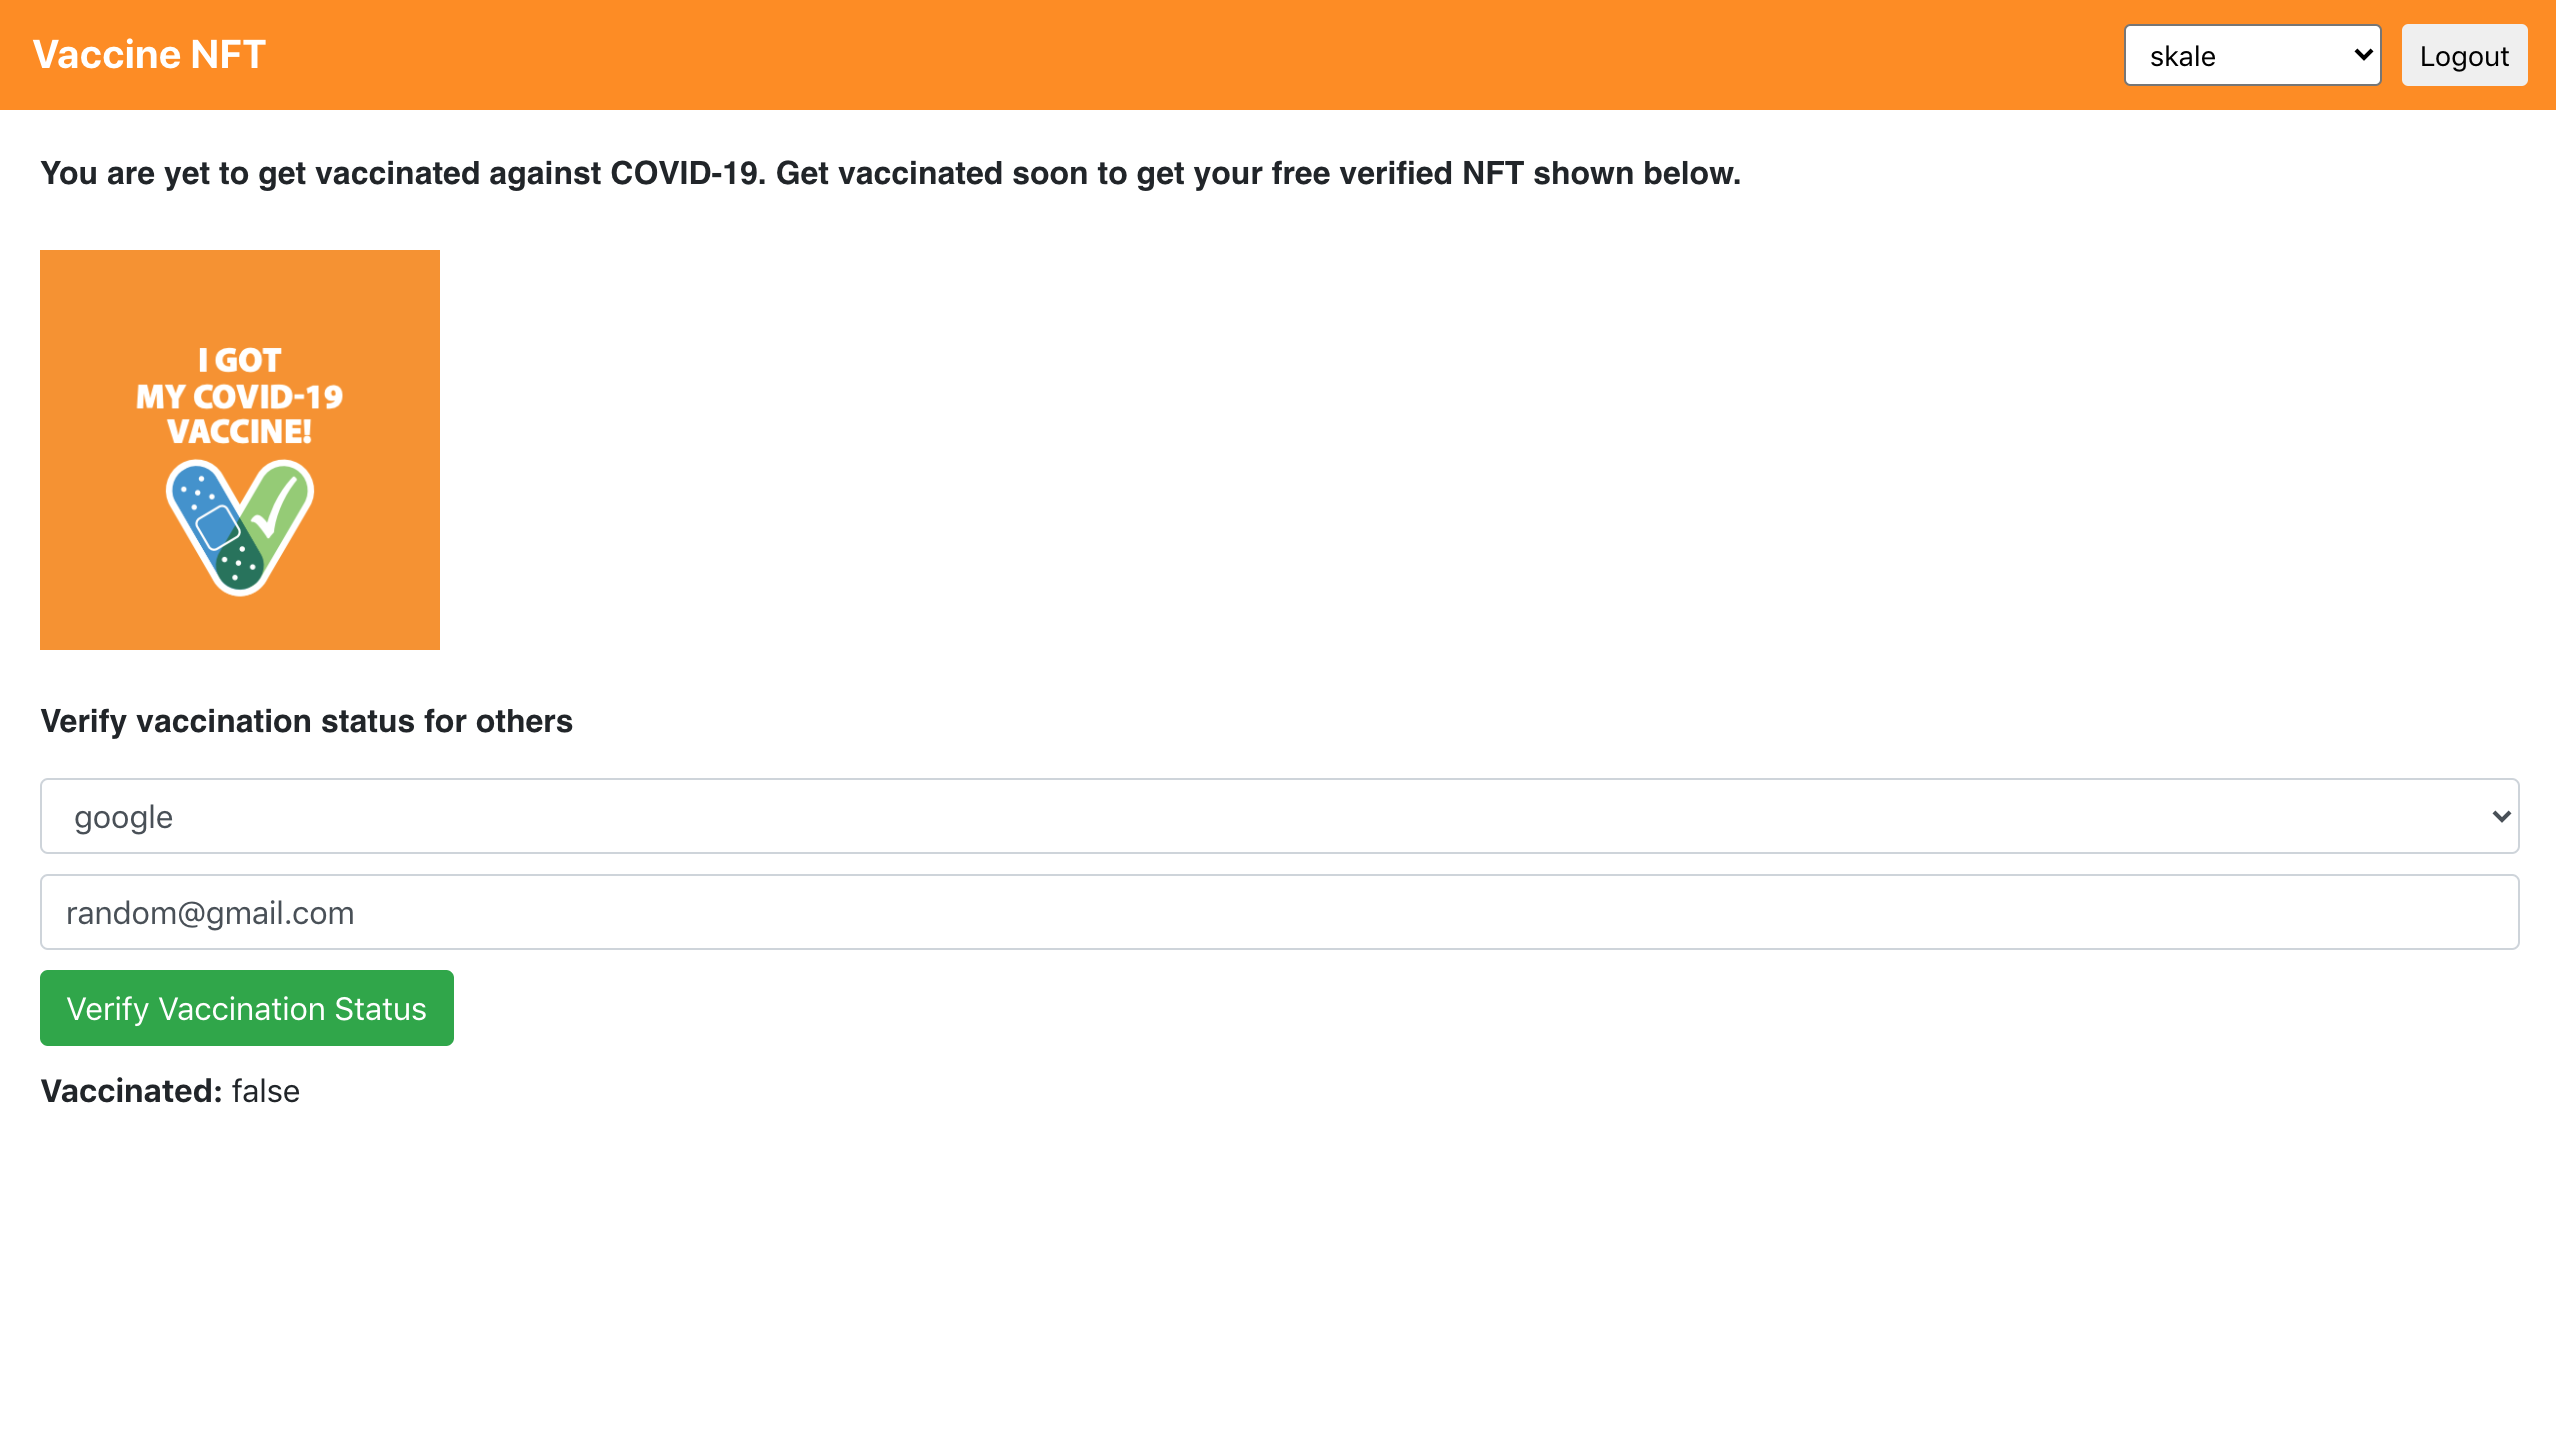 Vaccine NFT
skale
Logout
You are yet to get vaccinated against COVID-19. Get vaccinated soon to get your free verified NFT shown below.
I GOT
MY COVID-19
VACCINE!
Verify vaccination status for others
google
random@gmail.com
Verify Vaccination Status
Vaccinated: false